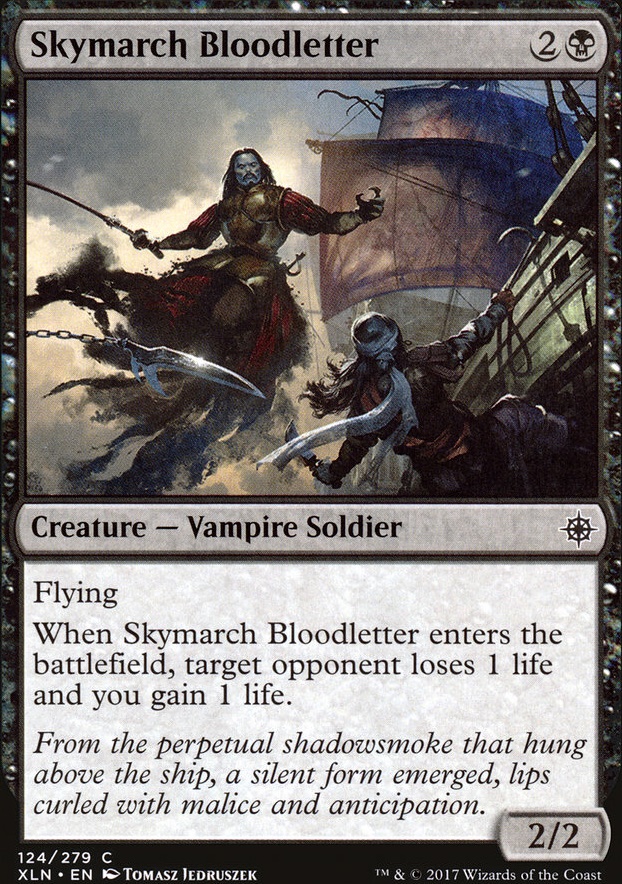 Skymarch Bloodletter 2
Creature — Vampire Soldier
Flying
When Skymarch Bloodletter enters the
battlefield, target opponent loses 1 life
and you gain 1 life.
From the perpetual shadowsmoke that hung
above the ship, a silent form emerged, lips
curled with malice and anticipation.
2/2
124/279 C
XLN • EN Tomasz Jedruszek
™ & © 2017 Wizards of the Coast